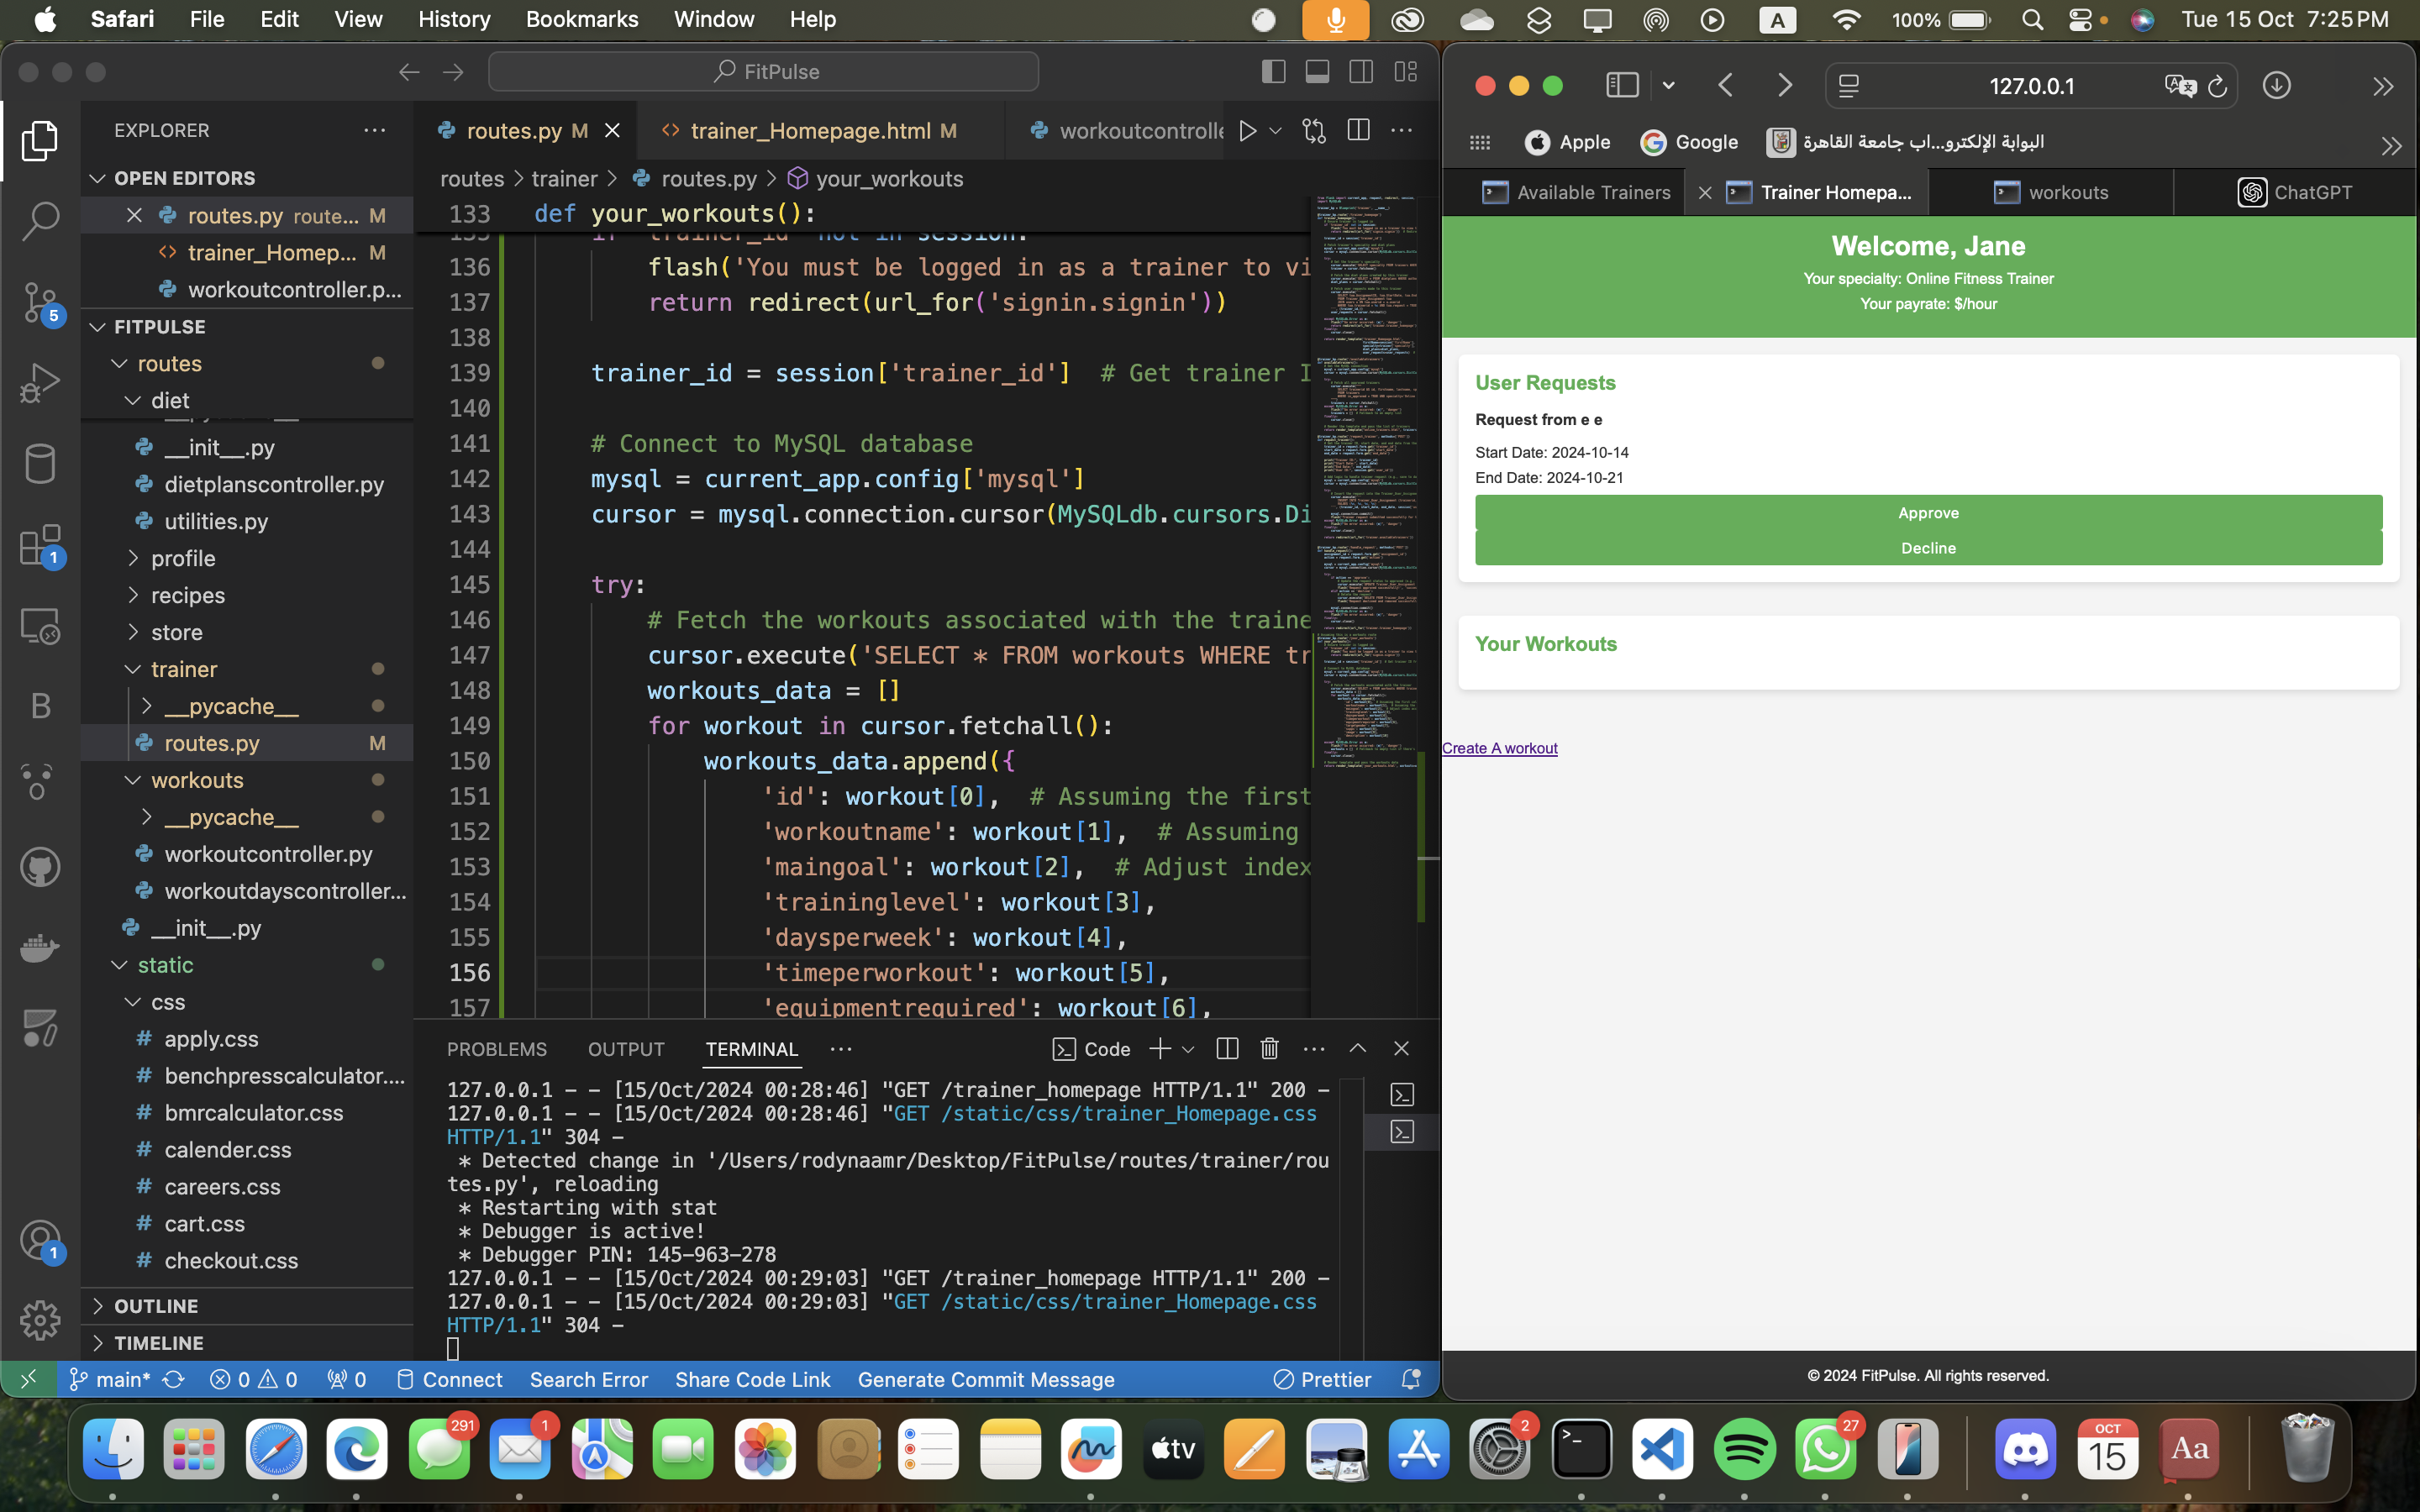 Safari File Edit View History Bookmarks Window Help
A 100% Tue 15 Oct 7:25 PM
FitPulse
EXPLORER
OPEN EDITORS
routes.py route... M
trainer_Homep... M
workoutcontroller.p...
FITPULSE
routes
diet
__init__.py
dietplanscontroller.py
utilities.py
profile
recipes
store
trainer
__pycache__
routes.py M
workouts
__pycache__
workoutcontroller.py
workoutdayscontroller...
__init__.py
static
css
# apply.css
# benchpresscalculator....
# bmrcalculator.css
# calender.css
# careers.css
# cart.css
# checkout.css
OUTLINE
TIMELINE
5
1
B
1
routes.py M
trainer_Homepage.html M
workoutcontrolle
routes > trainer > routes.py > your_workouts
133 def your_workouts():
136 flash('You must be logged in as a trainer to vi
137 return redirect(url_for('signin.signin'))
138
139 trainer_id = session['trainer_id'] # Get trainer I
140
141 # Connect to MySQL database
142 mysql = current_app.config['mysql']
143 cursor = mysql.connection.cursor(MySQLdb.cursors.Di
144
145 try:
146 # Fetch the workouts associated with the traine
147 cursor.execute('SELECT * FROM workouts WHERE tr
148 workouts_data = []
149 for workout in cursor.fetchall():
150 workouts_data.append({
151 'id': workout[0], # Assuming the first
152 'workoutname': workout[1], # Assuming
153 'maingoal': workout[2], # Adjust index
154 'traininglevel': workout[3],
155 'daysperweek': workout[4],
156 'timeperworkout': workout[5],
157 'equipmentrequired': workout[6],
PROBLEMS OUTPUT TERMINAL ··· Code
127.0.0.1 - - [15/Oct/2024 00:28:46] "GET /trainer_homepage HTTP/1.1" 200 -
127.0.0.1 - - [15/Oct/2024 00:28:46] "GET /static/css/trainer_Homepage.css
HTTP/1.1" 304 -
* Detected change in '/Users/rodynaamr/Desktop/FitPulse/routes/trainer/rou
tes.py', reloading
* Restarting with stat
* Debugger is active!
* Debugger PIN: 145-963-278
127.0.0.1 - - [15/Oct/2024 00:29:03] "GET /trainer_homepage HTTP/1.1" 200 -
127.0.0.1 - - [15/Oct/2024 00:29:03] "GET /static/css/trainer_Homepage.css
HTTP/1.1" 304 -
main* 0 0 0 Connect Search Error Share Code Link Generate Commit Message Prettier
127.0.0.1
Apple Google البوابة الإلكترو...اب جامعة القاهرة
Available Trainers Trainer Homepa... workouts ChatGPT
Welcome, Jane
Your specialty: Online Fitness Trainer
Your payrate: $/hour
User Requests
Request from e e
Start Date: 2024-10-14
End Date: 2024-10-21
Approve
Decline
Your Workouts
Create A workout
© 2024 FitPulse. All rights reserved.
291 1 tv 2 27 OCT 15 Aa